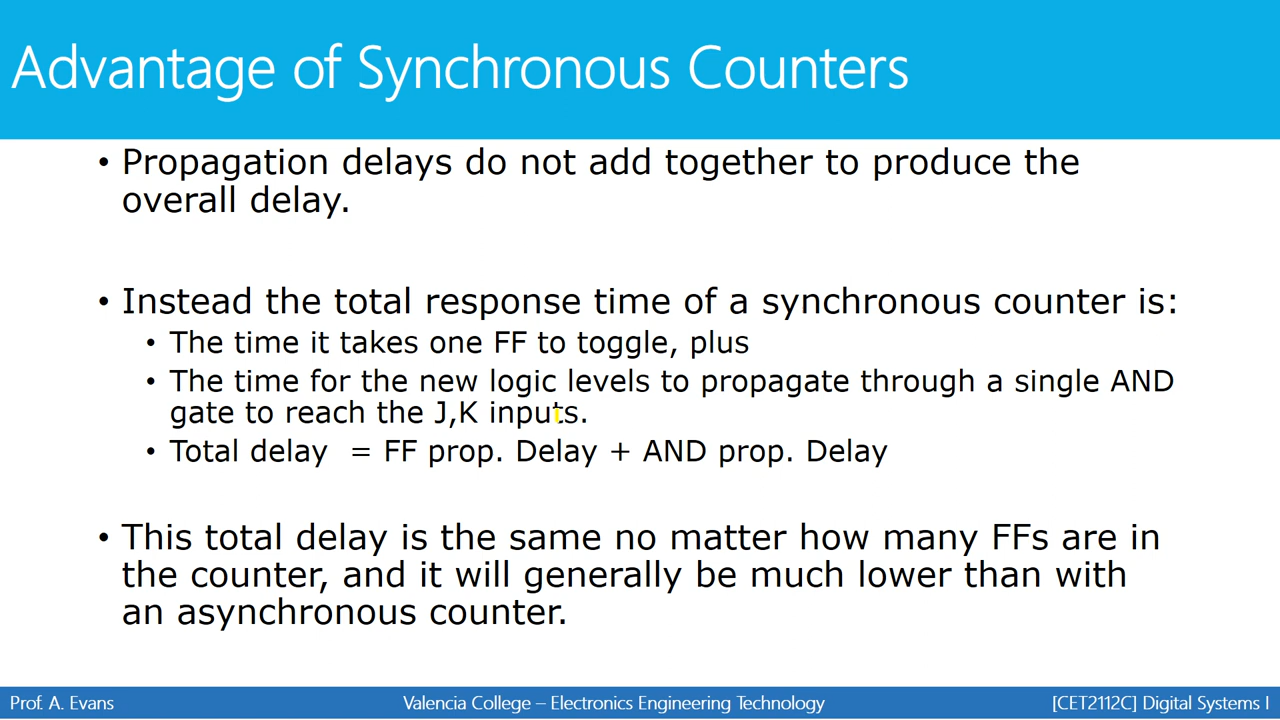 Advantage of Synchronous Counters
• Propagation delays do not add together to produce the
overall delay.
• Instead the total response time of a synchronous counter is:
• The time it takes one FF to toggle, plus
• The time for the new logic levels to propagate through a single AND
gate to reach the J,K inputs.
• Total delay = FF prop. Delay + AND prop. Delay
• This total delay is the same no matter how many FFs are in
the counter, and it will generally be much lower than with
an asynchronous counter.
Prof. A. Evans Valencia College – Electronics Engineering Technology [CET2112C] Digital Systems I